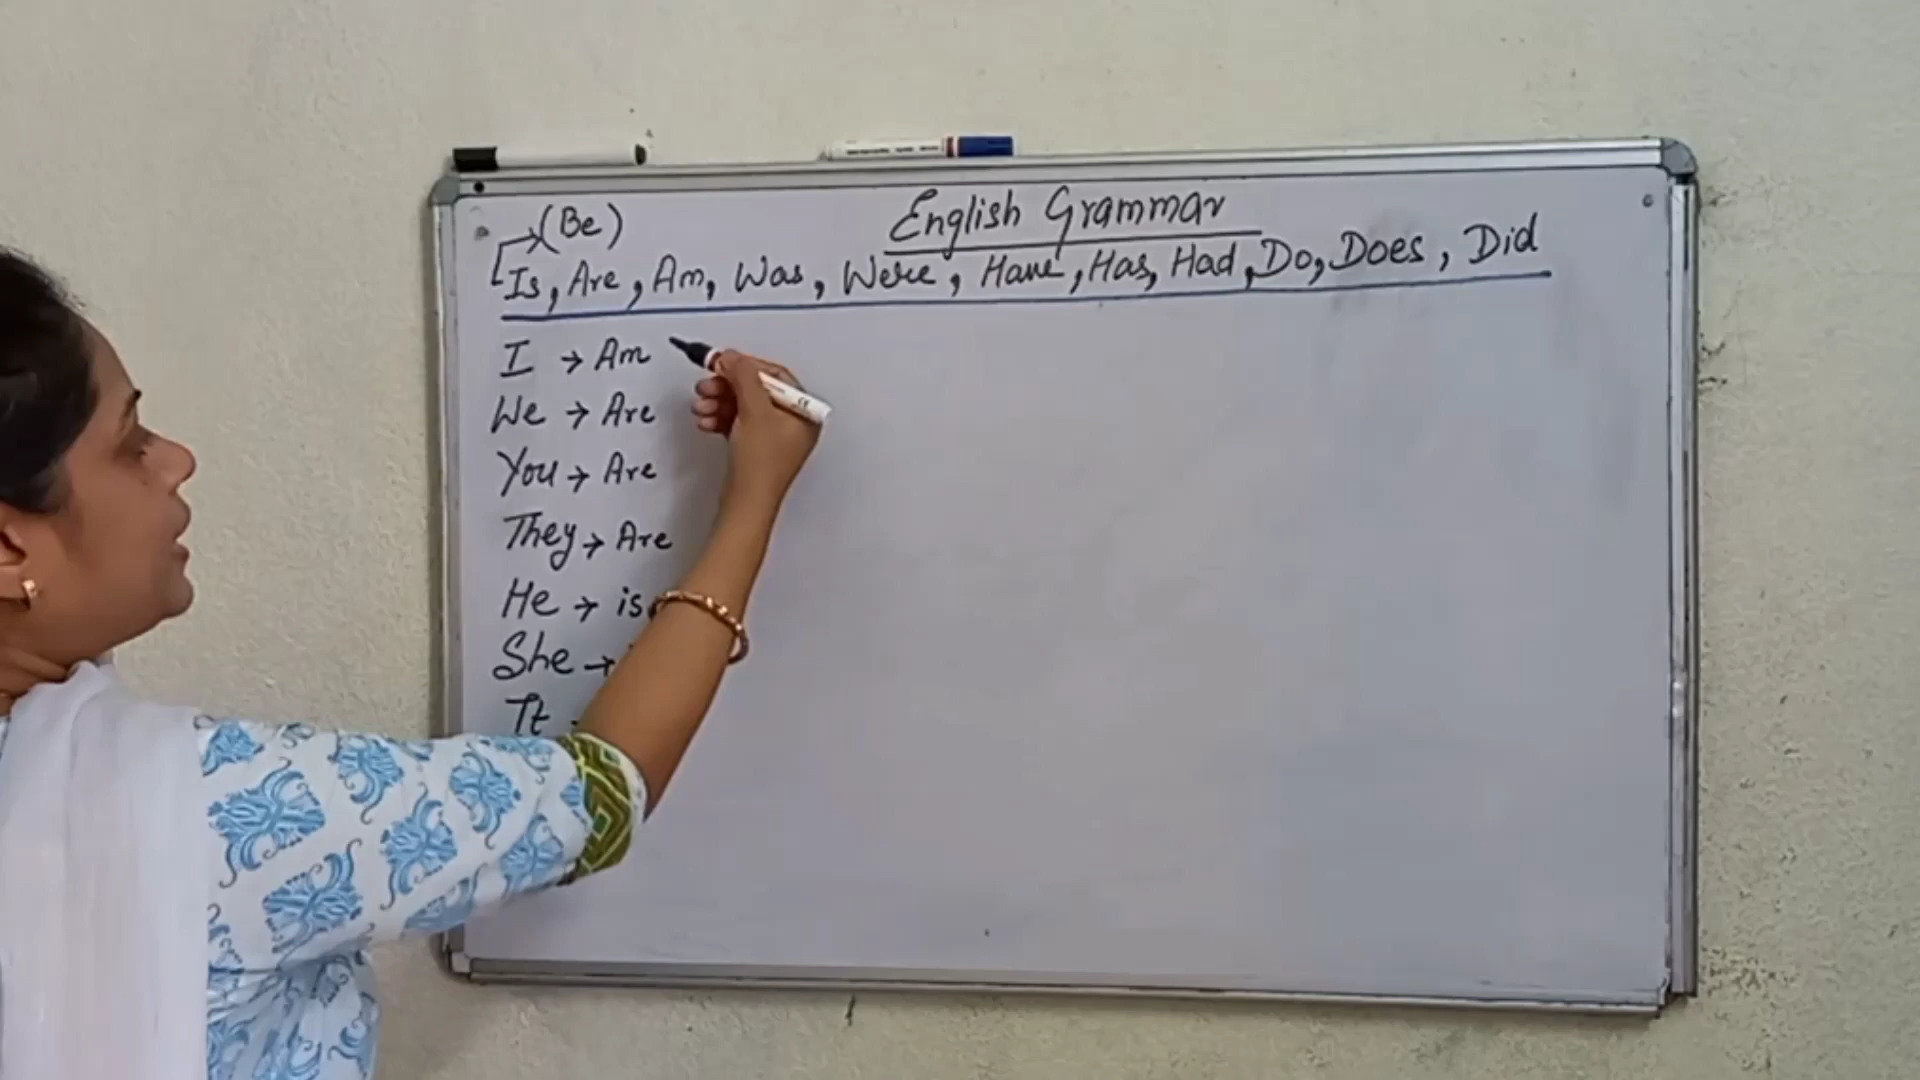 English Grammar
(Be)
Is, Are, Am, Was, Were, Have, Has, Had, Do, Does, Did
I → Am
We → Are
You → Are
They → Are
He → is
She →
It